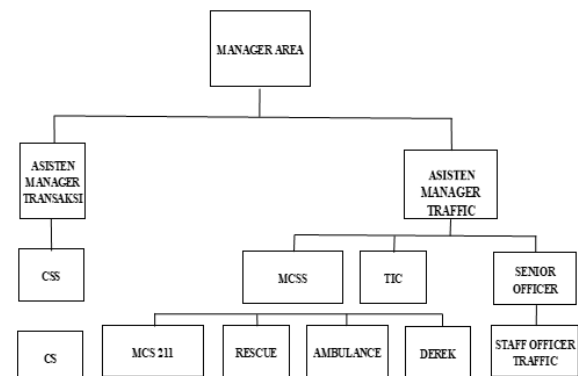 MANAGER AREA
ASISTEN
MANAGER
TRANSAKSI
ASISTEN
MANAGER
TRAFFIC
CSS
MCSS
TIC
SENIOR
OFFICER
CS
MCS 211
RESCUE
AMBULANCE
DEREK
STAFF OFFICER
TRAFFIC